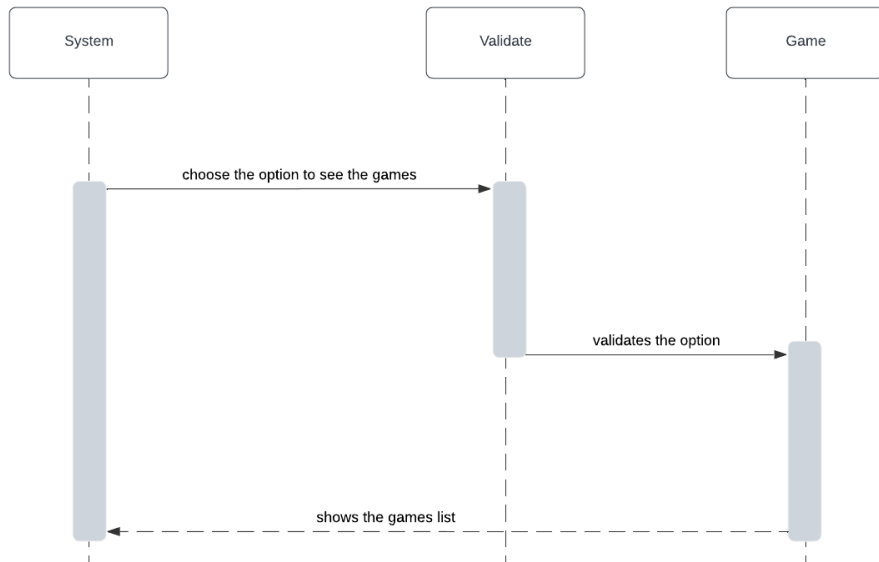 System
Validate
Game
choose the option to see the games
validates the option
shows the games list